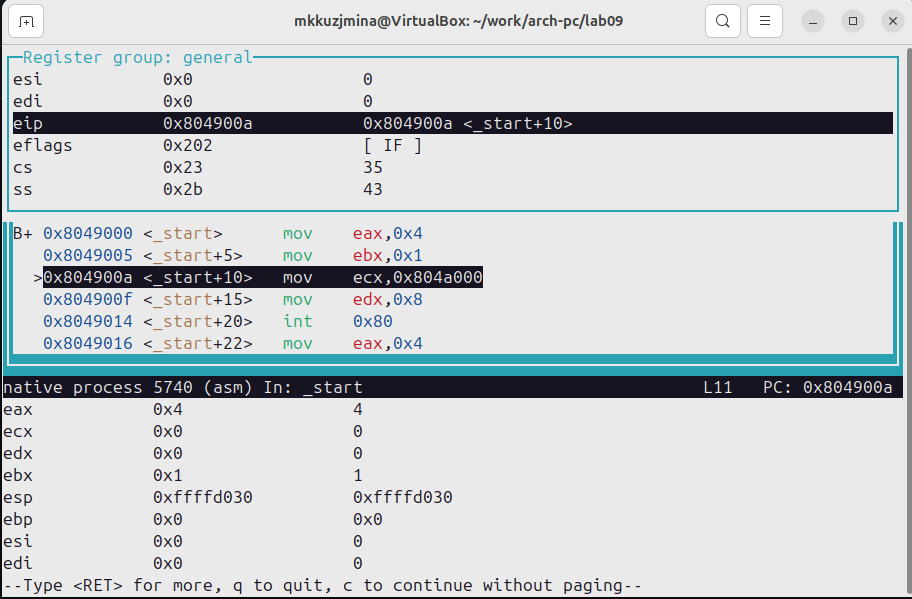 mkkuzjmina@VirtualBox: ~/work/arch-pc/lab09
Register group: general
esi 0x0 0
edi 0x0 0
eip 0x804900a 0x804900a <_start+10>
eflags 0x202 [ IF ]
cs 0x23 35
ss 0x2b 43
B+ 0x8049000 <_start> mov eax,0x4
0x8049005 <_start+5> mov ebx,0x1
>0x804900a <_start+10> mov ecx,0x804a000
0x804900f <_start+15> mov edx,0x8
0x8049014 <_start+20> int 0x80
0x8049016 <_start+22> mov eax,0x4
native process 5740 (asm) In: _start L11 PC: 0x804900a
eax 0x4 4
ecx 0x0 0
edx 0x0 0
ebx 0x1 1
esp 0xffffd030 0xffffd030
ebp 0x0 0x0
esi 0x0 0
edi 0x0 0
--Type <RET> for more, q to quit, c to continue without paging--